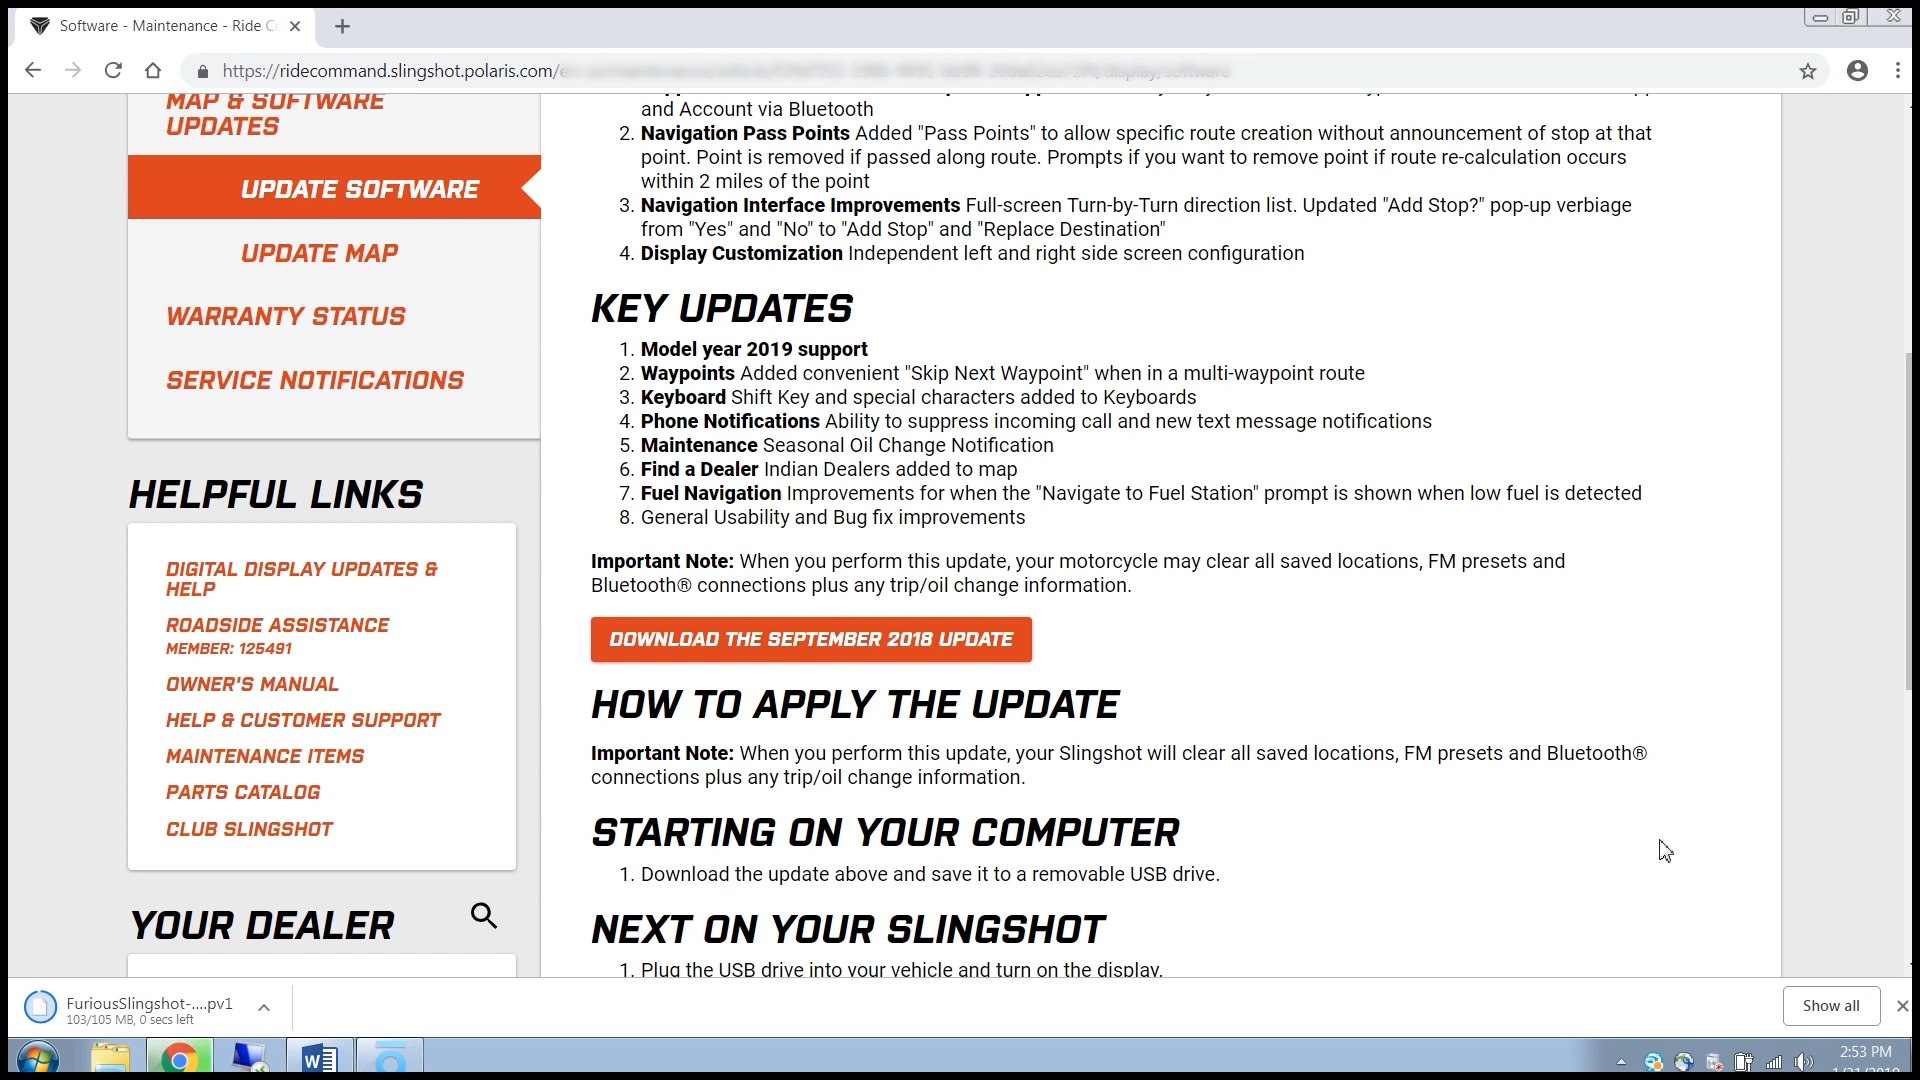 Software - Maintenance - Ride C
https://ridecommand.slingshot.polaris.com/
MAP & SOFTWARE
UPDATES
UPDATE SOFTWARE
UPDATE MAP
WARRANTY STATUS
SERVICE NOTIFICATIONS
HELPFUL LINKS
DIGITAL DISPLAY UPDATES &
HELP
ROADSIDE ASSISTANCE
MEMBER: 125491
OWNER'S MANUAL
HELP & CUSTOMER SUPPORT
MAINTENANCE ITEMS
PARTS CATALOG
CLUB SLINGSHOT
YOUR DEALER
and Account via Bluetooth
2. Navigation Pass Points Added "Pass Points" to allow specific route creation without announcement of stop at that
point. Point is removed if passed along route. Prompts if you want to remove point if route re-calculation occurs
within 2 miles of the point
3. Navigation Interface Improvements Full-screen Turn-by-Turn direction list. Updated "Add Stop?" pop-up verbiage
from "Yes" and "No" to "Add Stop" and "Replace Destination"
4. Display Customization Independent left and right side screen configuration
KEY UPDATES
1. Model year 2019 support
2. Waypoints Added convenient "Skip Next Waypoint" when in a multi-waypoint route
3. Keyboard Shift Key and special characters added to Keyboards
4. Phone Notifications Ability to suppress incoming call and new text message notifications
5. Maintenance Seasonal Oil Change Notification
6. Find a Dealer Indian Dealers added to map
7. Fuel Navigation Improvements for when the "Navigate to Fuel Station" prompt is shown when low fuel is detected
8. General Usability and Bug fix improvements
Important Note: When you perform this update, your motorcycle may clear all saved locations, FM presets and
Bluetooth® connections plus any trip/oil change information.
DOWNLOAD THE SEPTEMBER 2018 UPDATE
HOW TO APPLY THE UPDATE
Important Note: When you perform this update, your Slingshot will clear all saved locations, FM presets and Bluetooth®
connections plus any trip/oil change information.
STARTING ON YOUR COMPUTER
1. Download the update above and save it to a removable USB drive.
NEXT ON YOUR SLINGSHOT
1. Plug the USB drive into your vehicle and turn on the display.
FuriousSlingshot-....pv1
103/105 MB, 0 secs left
Show all
2:53 PM